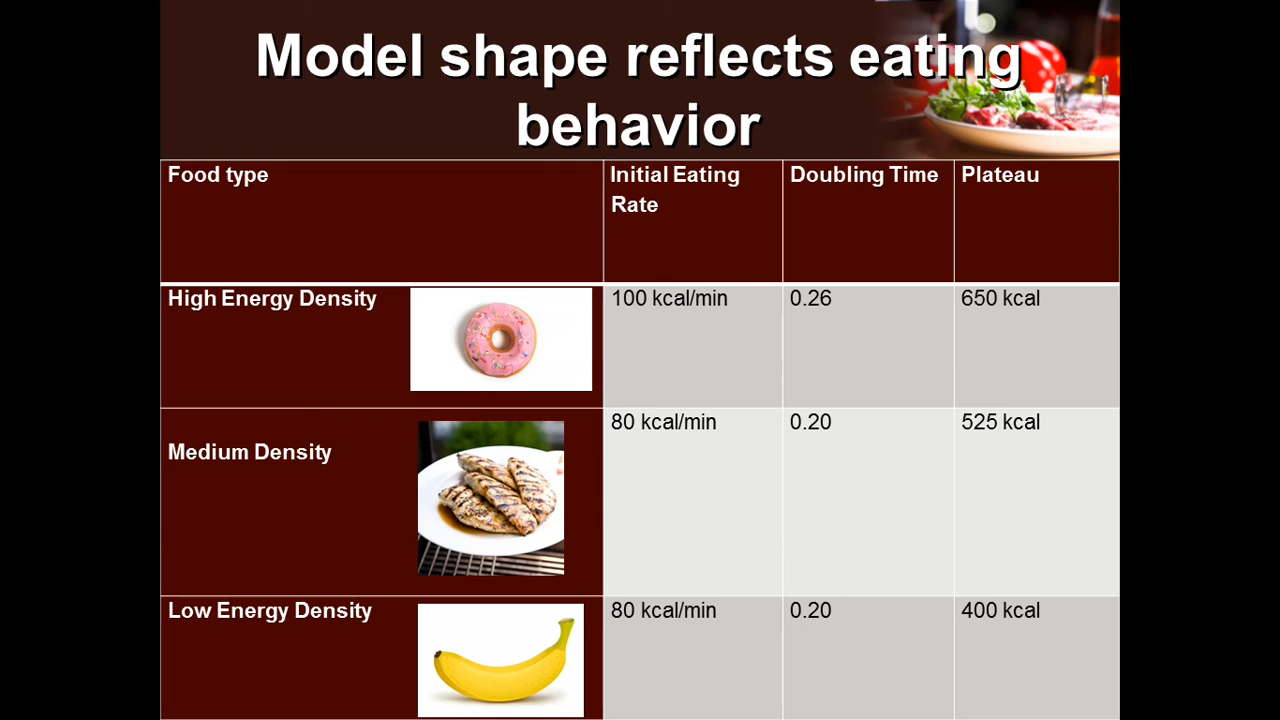 Model shape reflects eating
behavior
Food type
Initial Eating
Rate
Doubling Time
Plateau
High Energy Density
100 kcal/min
0.26
650 kcal
Medium Density
80 kcal/min
0.20
525 kcal
Low Energy Density
80 kcal/min
0.20
400 kcal